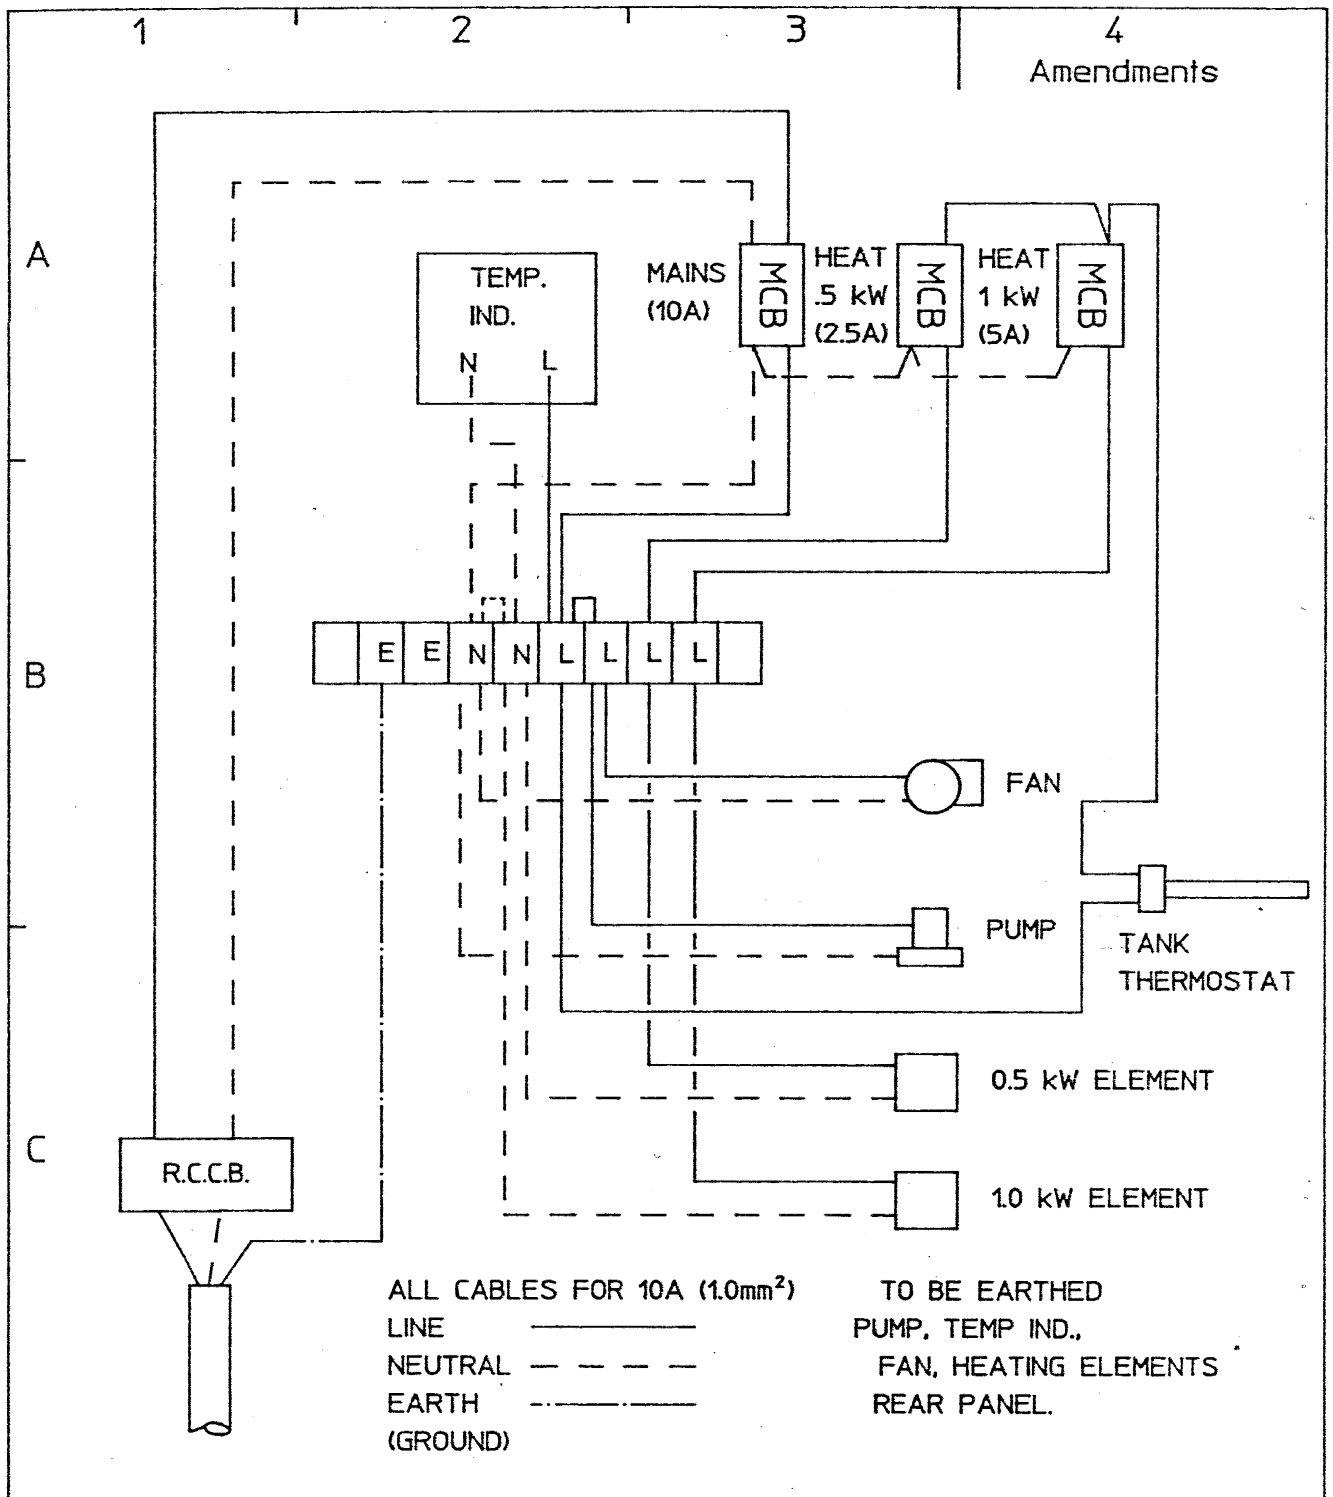 1 2 3 4
Amendments
A
TEMP.
IND.
N L
MAINS
(10A)
MCB
HEAT
.5 kW
(2.5A)
MCB
HEAT
1 kW
(5A)
MCB
B
E E N N L L L L
FAN
PUMP
TANK
THERMOSTAT
0.5 kW ELEMENT
C
R.C.C.B.
1.0 kW ELEMENT
ALL CABLES FOR 10A (1.0mm²)
LINE
NEUTRAL
EARTH
(GROUND)
TO BE EARTHED
PUMP, TEMP IND.,
FAN, HEATING ELEMENTS
REAR PANEL.